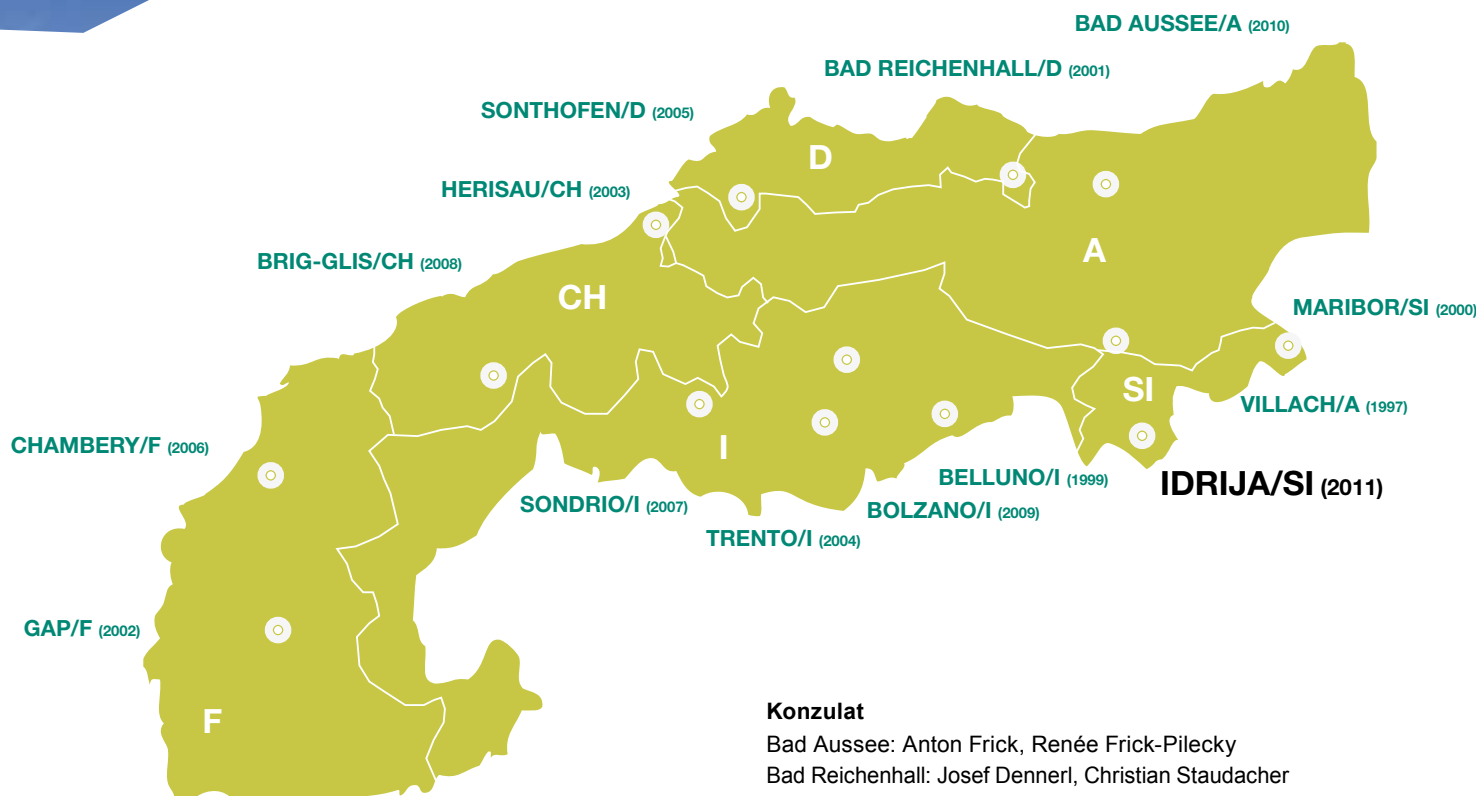 BAD AUSSEE/A (2010)
BAD REICHENHALL/D (2001)
SONTHOFEN/D (2005)
D
HERISAU/CH (2003)
A
BRIG-GLIS/CH (2008)
CH
MARIBOR/SI (2000)
SI
VILLACH/A (1997)
CHAMBERY/F (2006)
I
BELLUNO/I (1999)
IDRIJA/SI (2011)
SONDRIO/I (2007)
BOLZANO/I (2009)
TRENTO/I (2004)
GAP/F (2002)
F
Konzulat
Bad Aussee: Anton Frick, Renée Frick-Pilecky
Bad Reichenhall: Josef Dennerl, Christian Staudacher